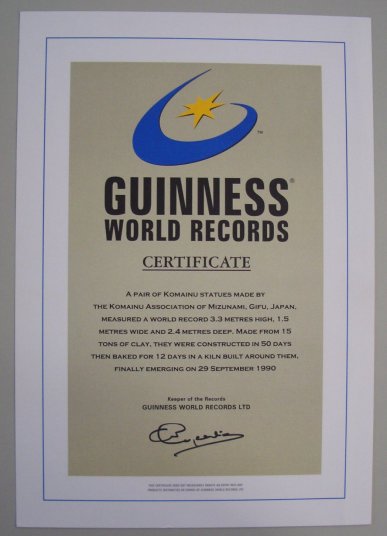 ™
GUINNESS®
WORLD RECORDS
CERTIFICATE
A PAIR OF KOMAINU STATUES MADE BY
THE KOMAINU ASSOCIATION OF MIZUNAMI, GIFU, JAPAN,
MEASURED A WORLD RECORD 3.3 METRES HIGH, 1.5
METRES WIDE AND 2.4 METRES DEEP. MADE FROM 15
TONS OF CLAY, THEY WERE CONSTRUCTED IN 50 DAYS
THEN BAKED FOR 12 DAYS IN A KILN BUILT AROUND THEM,
FINALLY EMERGING ON 29 SEPTEMBER 1990
Keeper of the Records
GUINNESS WORLD RECORDS LTD